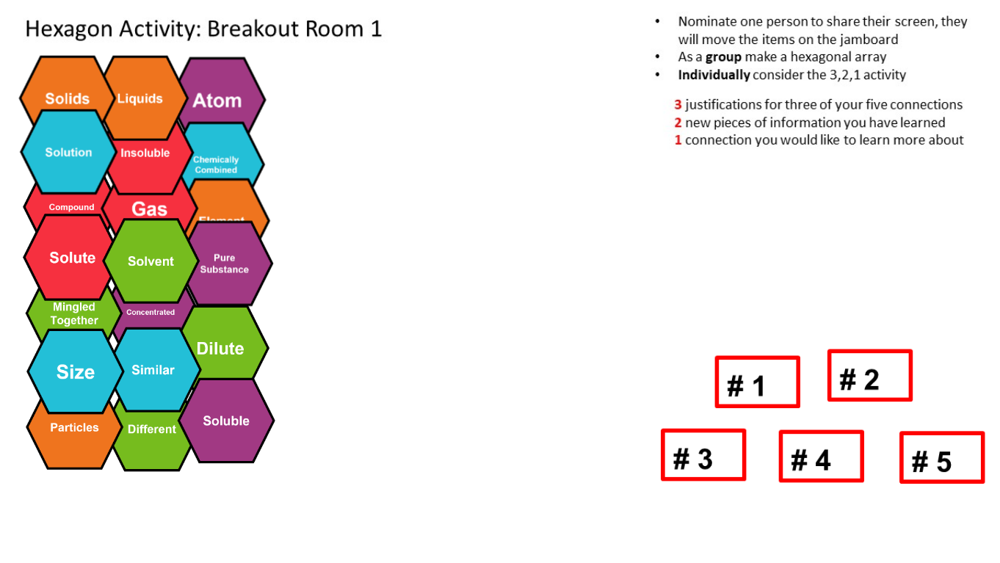 Hexagon Activity: Breakout Room 1
• Nominate one person to share their screen, they
will move the items on the jamboard
• As a group make a hexagonal array
• Individually consider the 3,2,1 activity
3 justifications for three of your five connections
2 new pieces of information you have learned
1 connection you would like to learn more about
Solids
Liquids
Atom
Solution
Insoluble
Chemically
Combined
Compound
Gas
Element
Solute
Solvent
Pure
Substance
Mingled
Together
Concentrated
Dilute
Size
Similar
Particles
Different
Soluble
# 1
# 2
# 3
# 4
# 5